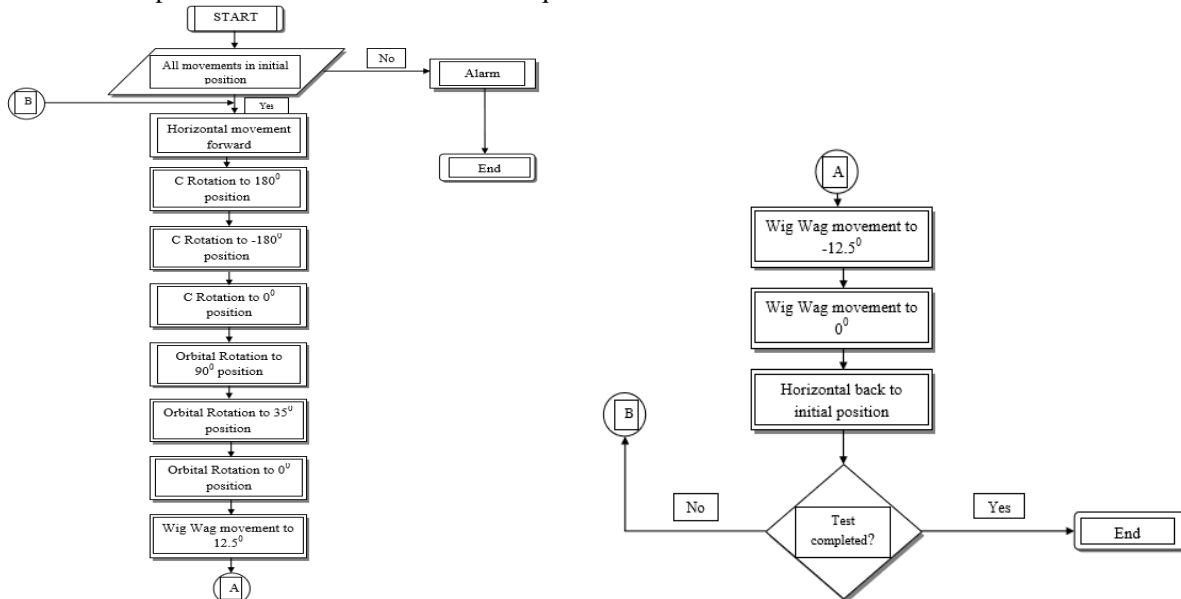 START
All movements in initial
position
No
Alarm
B
Yes
End
Horizontal movement
forward
C Rotation to 180⁰
position
C Rotation to -180⁰
position
C Rotation to 0⁰
position
Orbital Rotation to
90⁰ position
Orbital Rotation to 35⁰
position
Orbital Rotation to 0⁰
position
Wig Wag movement to
12.5⁰
A
A
Wig Wag movement to
-12.5⁰
Wig Wag movement to
0⁰
Horizontal back to
initial position
B
No
Test
completed?
Yes
End